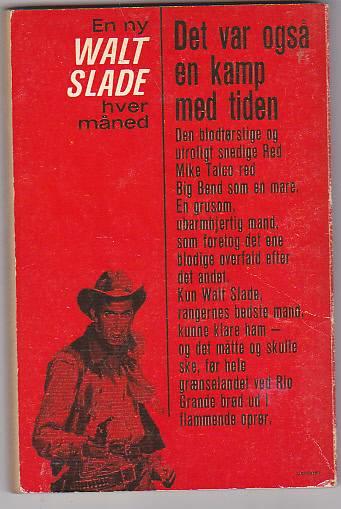 En ny
WALT
SLADE
hver
måned
Det var også
en kamp
med tiden
Den blodtørstige og
utroligt snedige Red
Mike Talco red
Big Bend som en mare.
En grusom,
ubarmhjertig mand,
som foretog det ene
blodige overfald efter
det andet.
Kun Walt Slade,
rangernes bedste mand,
kunne klare ham —
og det måtte og skulle
ske, før hele
grænselandet ved Rio
Grande brød ud i
flammende oprør.